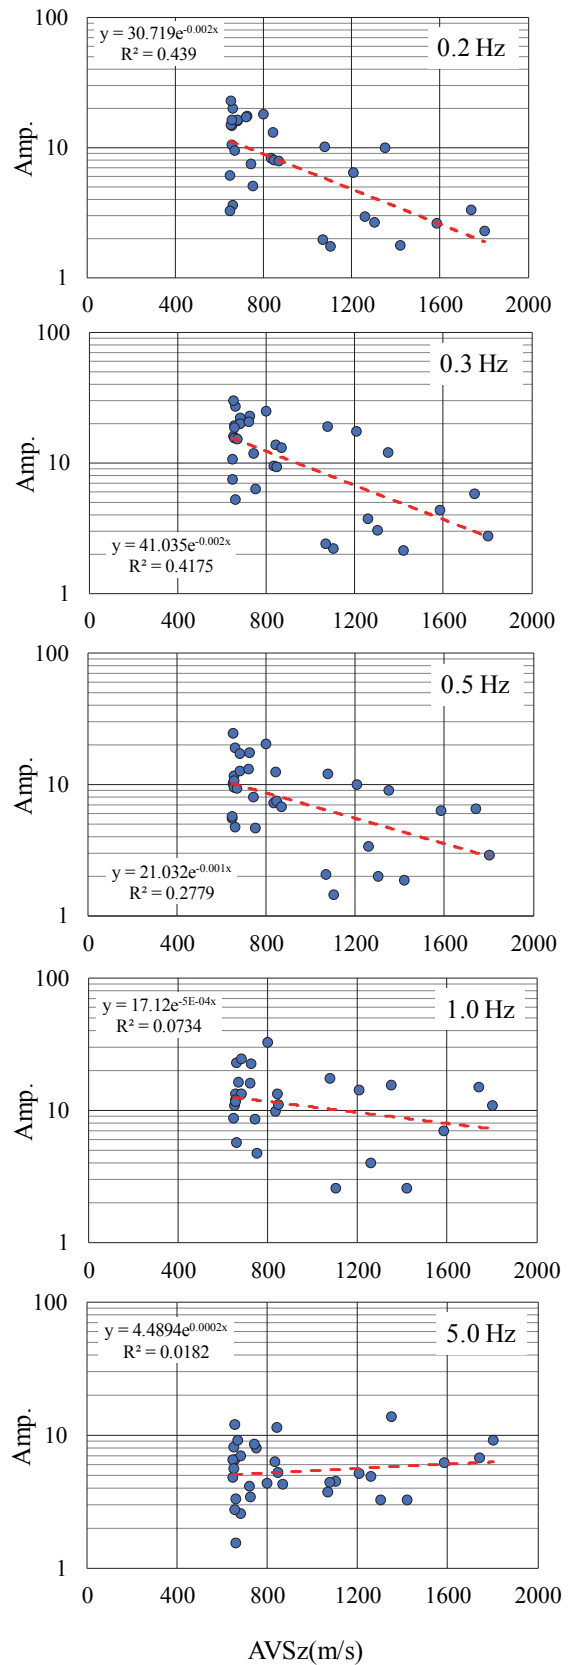 100
y = 30.719e^-0.002x
R² = 0.439
0.2 Hz
Amp.
10
1
0 400 800 1200 1600 2000
100
0.3 Hz
Amp.
10
y = 41.035e^-0.002x
R² = 0.4175
1
0 400 800 1200 1600 2000
100
0.5 Hz
Amp.
10
y = 21.032e^-0.001x
R² = 0.2779
1
0 400 800 1200 1600 2000
100
y = 17.12e^-5E-04x
R² = 0.0734
1.0 Hz
Amp.
10
1
0 400 800 1200 1600 2000
100
y = 4.4894e^0.0002x
R² = 0.0182
5.0 Hz
Amp.
10
1
0 400 800 1200 1600 2000
AVSz(m/s)